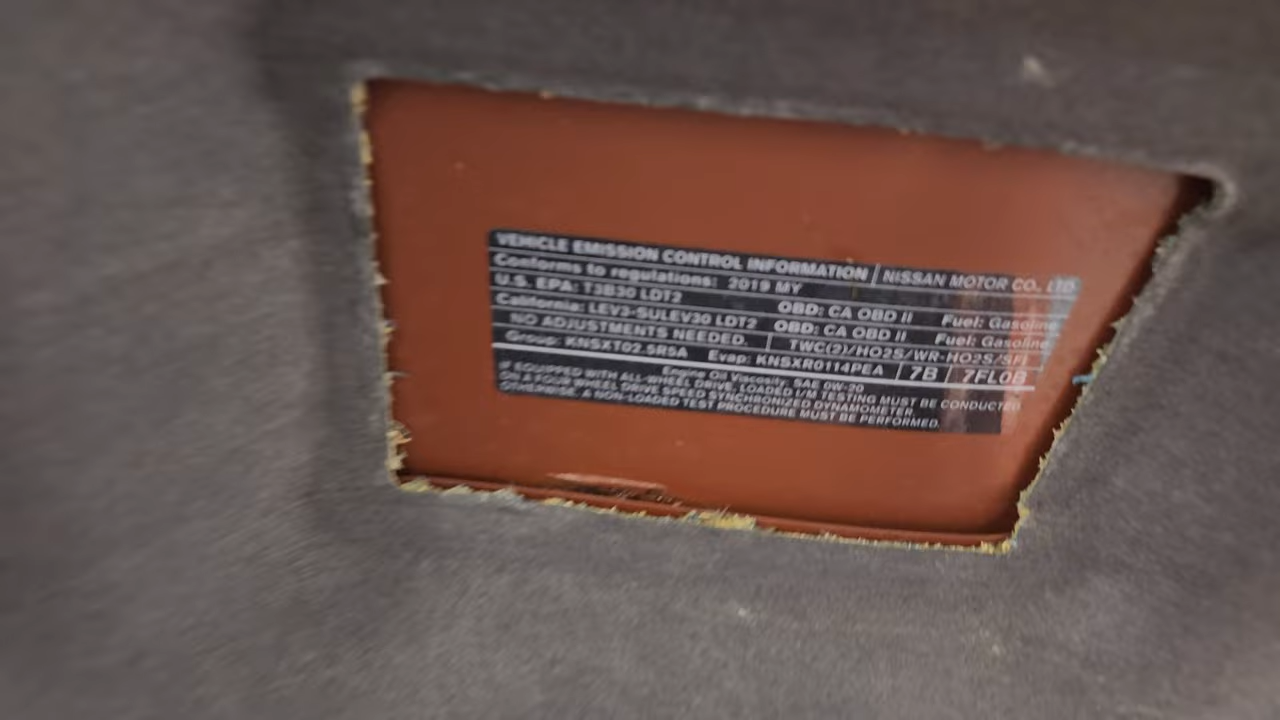 VEHICLE EMISSION CONTROL INFORMATION NISSAN MOTOR CO., LTD.
Conforms to regulations: 2019 MY
U.S. EPA: T3B30 LDT2 OBD: CA OBD II Fuel: Gasoline
California: LEV3-SULEV30 LDT2 OBD: CA OBD II Fuel: Gasoline
NO ADJUSTMENTS NEEDED. TWC(2)/HO2S/WR-HO2S/SFI
Group: KNSXT02.5R5A Evap: KNSXR0114PEA 7B 7FL0B
Engine Oil Viscosity, SAE 0W-20
IF EQUIPPED WITH ALL-WHEEL DRIVE, LOADED I/M TESTING MUST BE CONDUCTED
ON A FOUR WHEEL DRIVE SPEED SYNCHRONIZED DYNAMOMETER.
OTHERWISE, A NON-LOADED TEST PROCEDURE MUST BE PERFORMED.